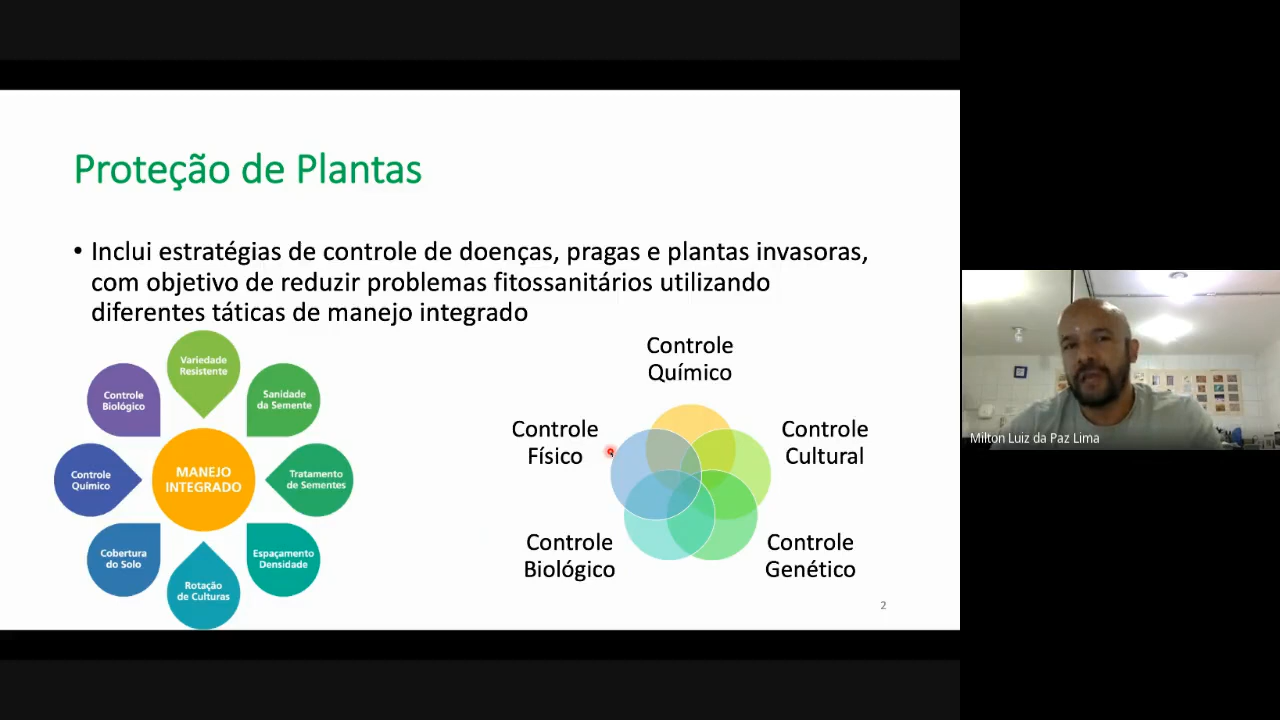 Proteção de Plantas
• Inclui estratégias de controle de doenças, pragas e plantas invasoras,
com objetivo de reduzir problemas fitossanitários utilizando
diferentes táticas de manejo integrado
Variedade
Resistente
Sanidade
da Semente
Tratamento
de Sementes
Espaçamento
Densidade
Rotação
de Culturas
Cobertura
do Solo
Controle
Químico
Controle
Biológico
MANEJO
INTEGRADO
Controle
Químico
Controle
Cultural
Controle
Genético
Controle
Biológico
Controle
Físico
2
Milton Luiz da Paz Lima